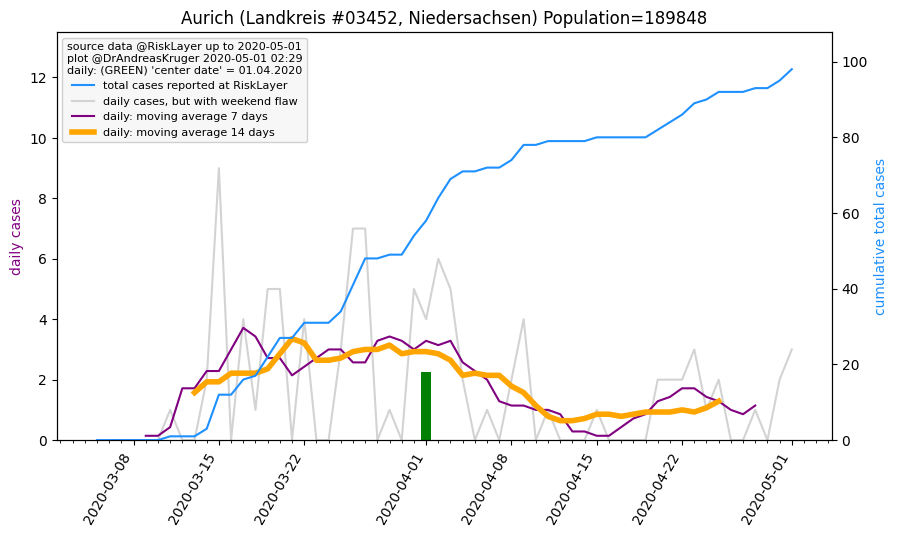 Aurich (Landkreis #03452, Niedersachsen) Population=189848
source data @RiskLayer up to 2020-05-01
plot @DrAndreasKruger 2020-05-01 02:29
daily: (GREEN) 'center date' = 01.04.2020
total cases reported at RiskLayer
daily cases, but with weekend flaw
daily: moving average 7 days
daily: moving average 14 days
daily cases
12
10
8
6
4
2
0
cumulative total cases
100
80
60
40
20
0
2020-03-08
2020-03-15
2020-03-22
2020-04-01
2020-04-08
2020-04-15
2020-04-22
2020-05-01